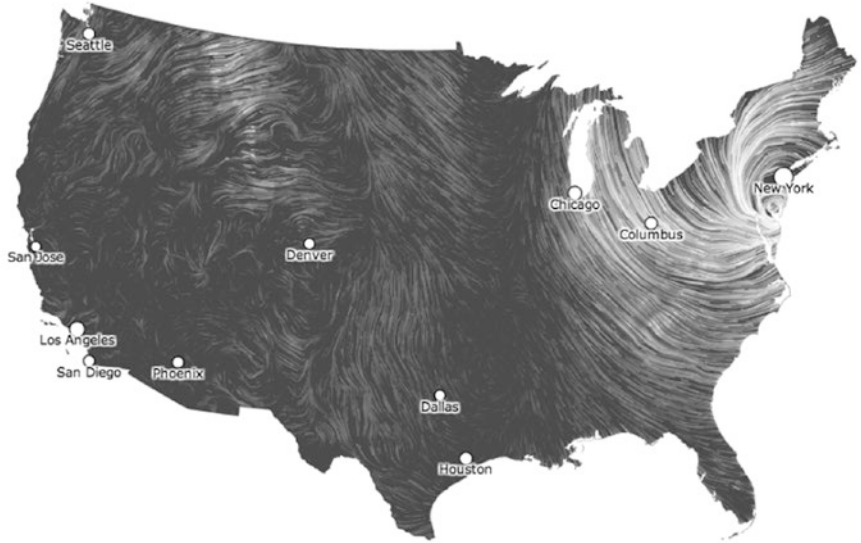 Seattle
New York
Chicago
Columbus
San Jose
Denver
Los Angeles
San Diego
Phoenix
Dallas
Houston